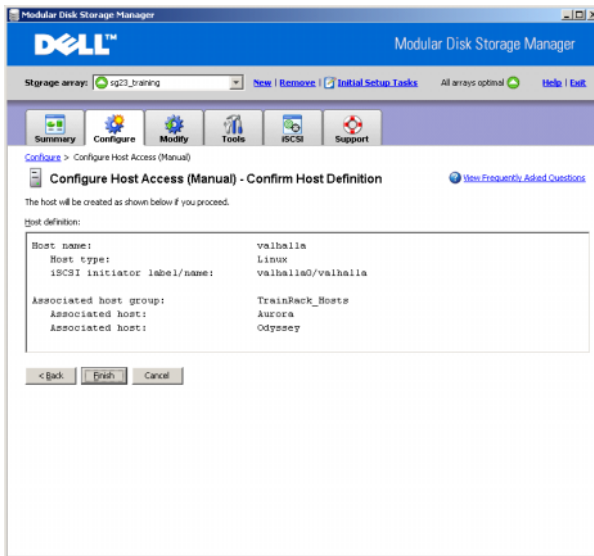 Modular Disk Storage Manager
DELL™
Modular Disk Storage Manager
Storage array: sg23_training New | Remove | Initial Setup Tasks All arrays optimal Help | Exit
Summary Configure Modify Tools iSCSI Support
Configure > Configure Host Access (Manual)
Configure Host Access (Manual) - Confirm Host Definition View Frequently Asked Questions
The host will be created as shown below if you proceed.
Host definition:
Host name: valhalla
Host type: Linux
iSCSI initiator label/name: valhalla0/valhalla
Associated host group: TrainRack_Hosts
Associated host: Aurora
Associated host: Odyssey
< Back Finish Cancel